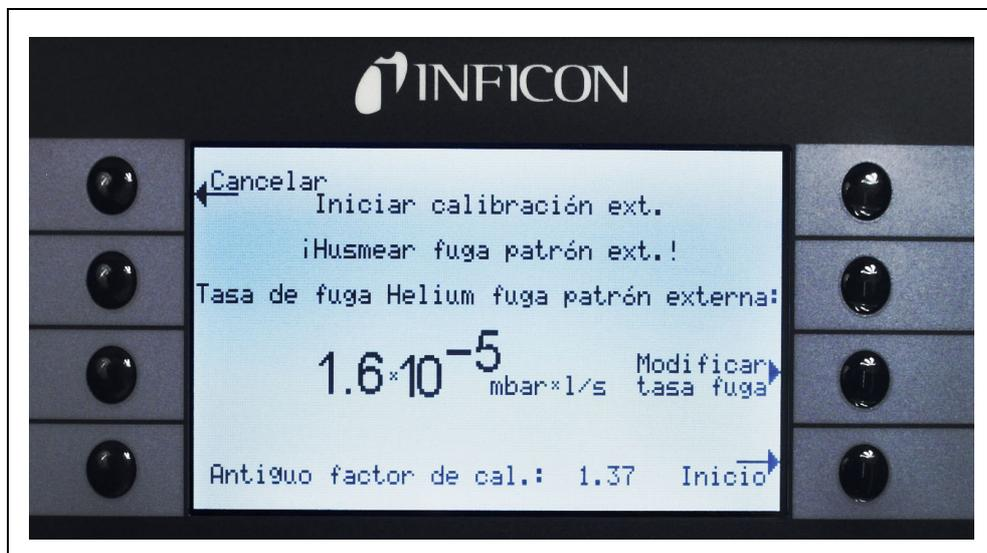 INFICON
Cancelar
Iniciar calibración ext.
¡Husmear fuga patrón ext.!
Tasa de fuga Helium fuga patrón externa:
1.6×10⁻⁵ mbar×l/s
Modificar
tasa fuga
Antiguo factor de cal.: 1.37 Inicio